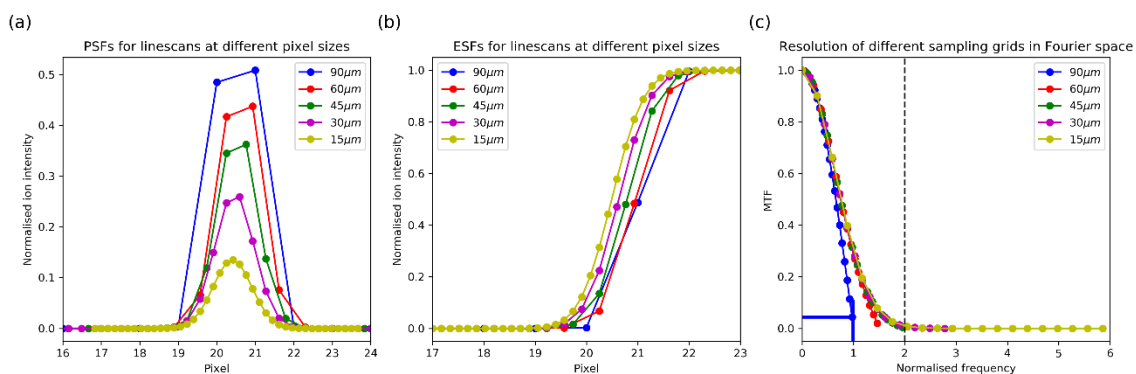 (a)
PSFs for linescans at different pixel sizes
0.5
0.4
0.3
0.2
0.1
0.0
Normalised ion intensity
16 17 18 19 20 21 22 23 24
Pixel
90μm
60μm
45μm
30μm
15μm
(b)
ESFs for linescans at different pixel sizes
1.0
0.8
0.6
0.4
0.2
0.0
Normalised ion intensity
17 18 19 20 21 22 23
Pixel
90μm
60μm
45μm
30μm
15μm
(c)
Resolution of different sampling grids in Fourier space
1.0
0.8
0.6
0.4
0.2
0.0
MTF
0 1 2 3 4 5 6
Normalised frequency
90μm
60μm
45μm
30μm
15μm